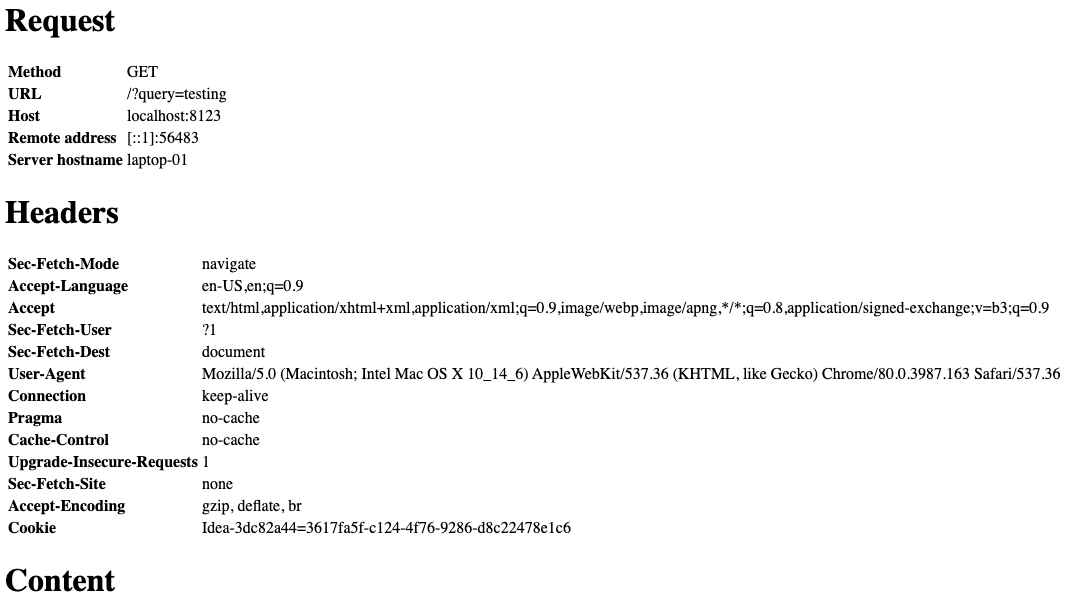 Request
Method GET
URL /?query=testing
Host localhost:8123
Remote address [::1]:56483
Server hostname laptop-01
Headers
Sec-Fetch-Mode navigate
Accept-Language en-US,en;q=0.9
Accept text/html,application/xhtml+xml,application/xml;q=0.9,image/webp,image/apng,*/*;q=0.8,application/signed-exchange;v=b3;q=0.9
Sec-Fetch-User ?1
Sec-Fetch-Dest document
User-Agent Mozilla/5.0 (Macintosh; Intel Mac OS X 10_14_6) AppleWebKit/537.36 (KHTML, like Gecko) Chrome/80.0.3987.163 Safari/537.36
Connection keep-alive
Pragma no-cache
Cache-Control no-cache
Upgrade-Insecure-Requests 1
Sec-Fetch-Site none
Accept-Encoding gzip, deflate, br
Cookie Idea-3dc82a44=3617fa5f-c124-4f76-9286-d8c22478e1c6
Content